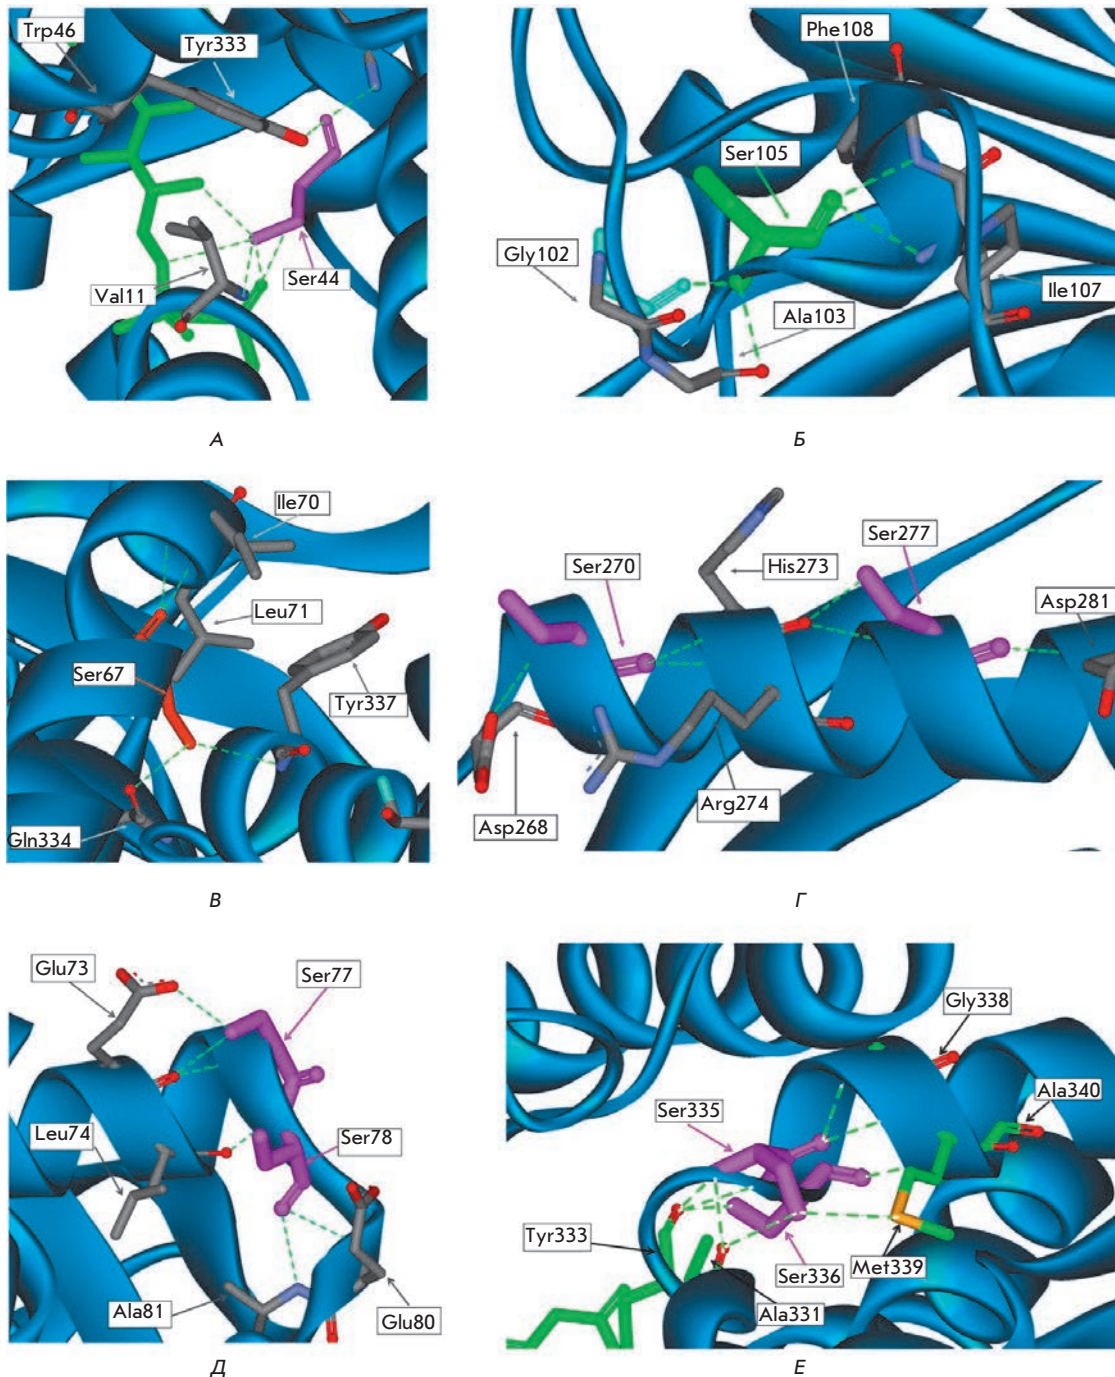 Trp46
Tyr333
Val11
Ser44
А
Phe108
Ser105
Gly102
Ala103
Ile107
Б
Ile70
Leu71
Ser67
Tyr337
Gln334
В
Ser277
Ser270
His273
Asp281
Arg274
Asp268
Г
Glu73
Ser77
Leu74
Ser78
Ala81
Glu80
Д
Gly338
Ser335
Ala340
Tyr333
Ser336
Met339
Ala331
Е